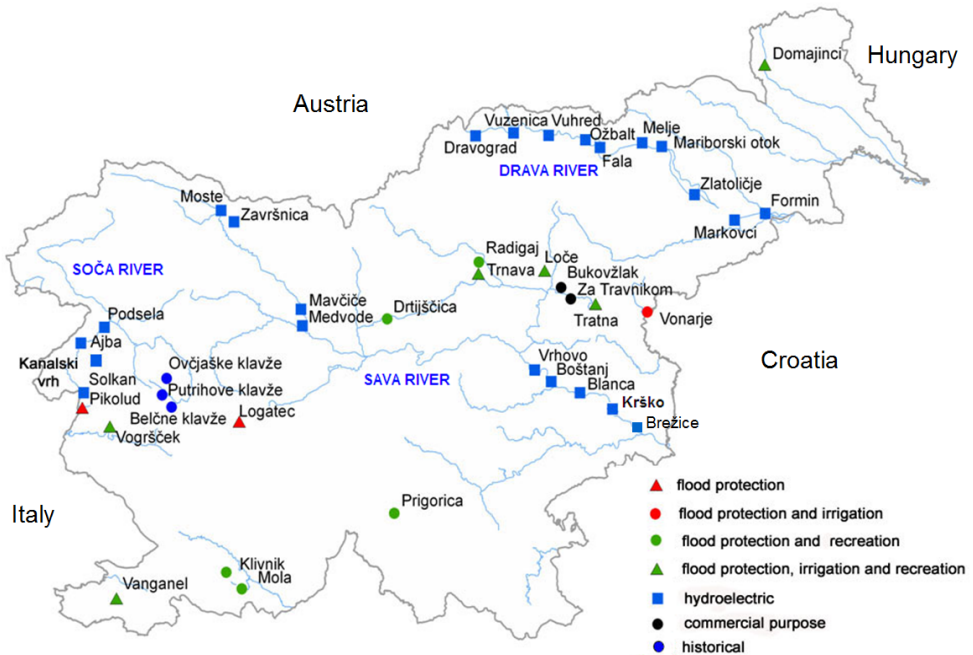 Domajinci
Hungary
Austria
Vuzenica Vuhred
Ožbalt
Melje
Dravograd
Fala
Mariborski otok
DRAVA RIVER
Zlatoličje
Moste
Formin
Završnica
Markovci
Radigaj
Loče
SOČA RIVER
Trnava
Bukovžlak
Za Travnikom
Mavčiče
Drtijščica
Podsela
Medvode
Tratna
Vonarje
Ajba
Vrhovo
Kanalski
vrh
Ovčjaške klavže
Boštanj
Croatia
Solkan
SAVA RIVER
Blanca
Pikolud
Putrihove klavže
Krško
Belčne klavže
Logatec
Brežice
Vogršček
flood protection
Italy
Prigorica
flood protection and irrigation
flood protection and recreation
Klivnik
flood protection, irrigation and recreation
Mola
Vanganel
hydroelectric
commercial purpose
historical